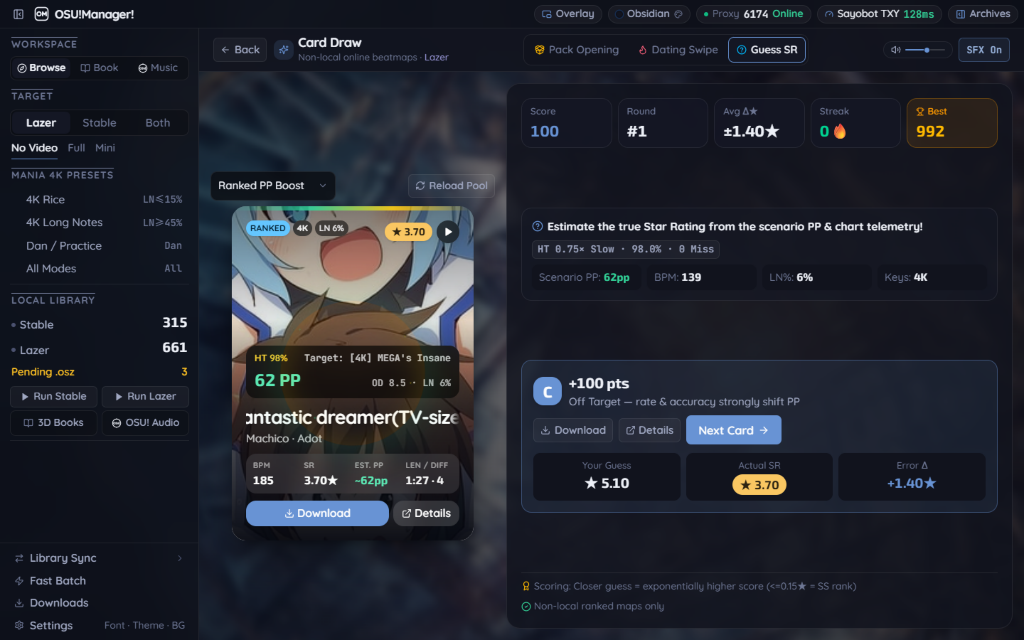 OM OSU!Manager!
Overlay
Obsidian
Proxy 6174 Online
Sayobot TXY 128ms
Archives
WORKSPACE
Browse Book Music
TARGET
Lazer Stable Both
No Video Full Mini
MANIA 4K PRESETS
4K Rice LN≤15%
4K Long Notes LN≥45%
Dan / Practice Dan
All Modes All
LOCAL LIBRARY
Stable 315
Lazer 661
Pending .osz 3
Run Stable Run Lazer
3D Books OM OSU! Audio
Library Sync
Fast Batch
Downloads
Settings Font · Theme · BG
← Back
Card Draw
Non-local online beatmaps · Lazer
Pack Opening Dating Swipe Guess SR
SFX On
Ranked PP Boost
Reload Pool
RANKED 4K LN 6% ★ 3.70
HT 98% Target: [4K] MEGA's Insane
62 PP OD 8.5 · LN 6%
antastic dreamer(TV-size
Machico · Adot
BPM SR EST. PP LEN / DIFF
185 3.70★ ~62pp 1:27 · 4
Download Details
Score Round Avg Δ★ Streak Best
100 #1 ±1.40★ 0🔥 992
Estimate the true Star Rating from the scenario PP & chart telemetry!
HT 0.75× Slow · 98.0% · 0 Miss
Scenario PP: 62pp BPM: 139 LN%: 6% Keys: 4K
C +100 pts
Off Target — rate & accuracy strongly shift PP
Download Details Next Card →
Your Guess Actual SR Error Δ
★ 5.10 ★ 3.70 +1.40★
Scoring: Closer guess = exponentially higher score (<=0.15★ = SS rank)
Non-local ranked maps only